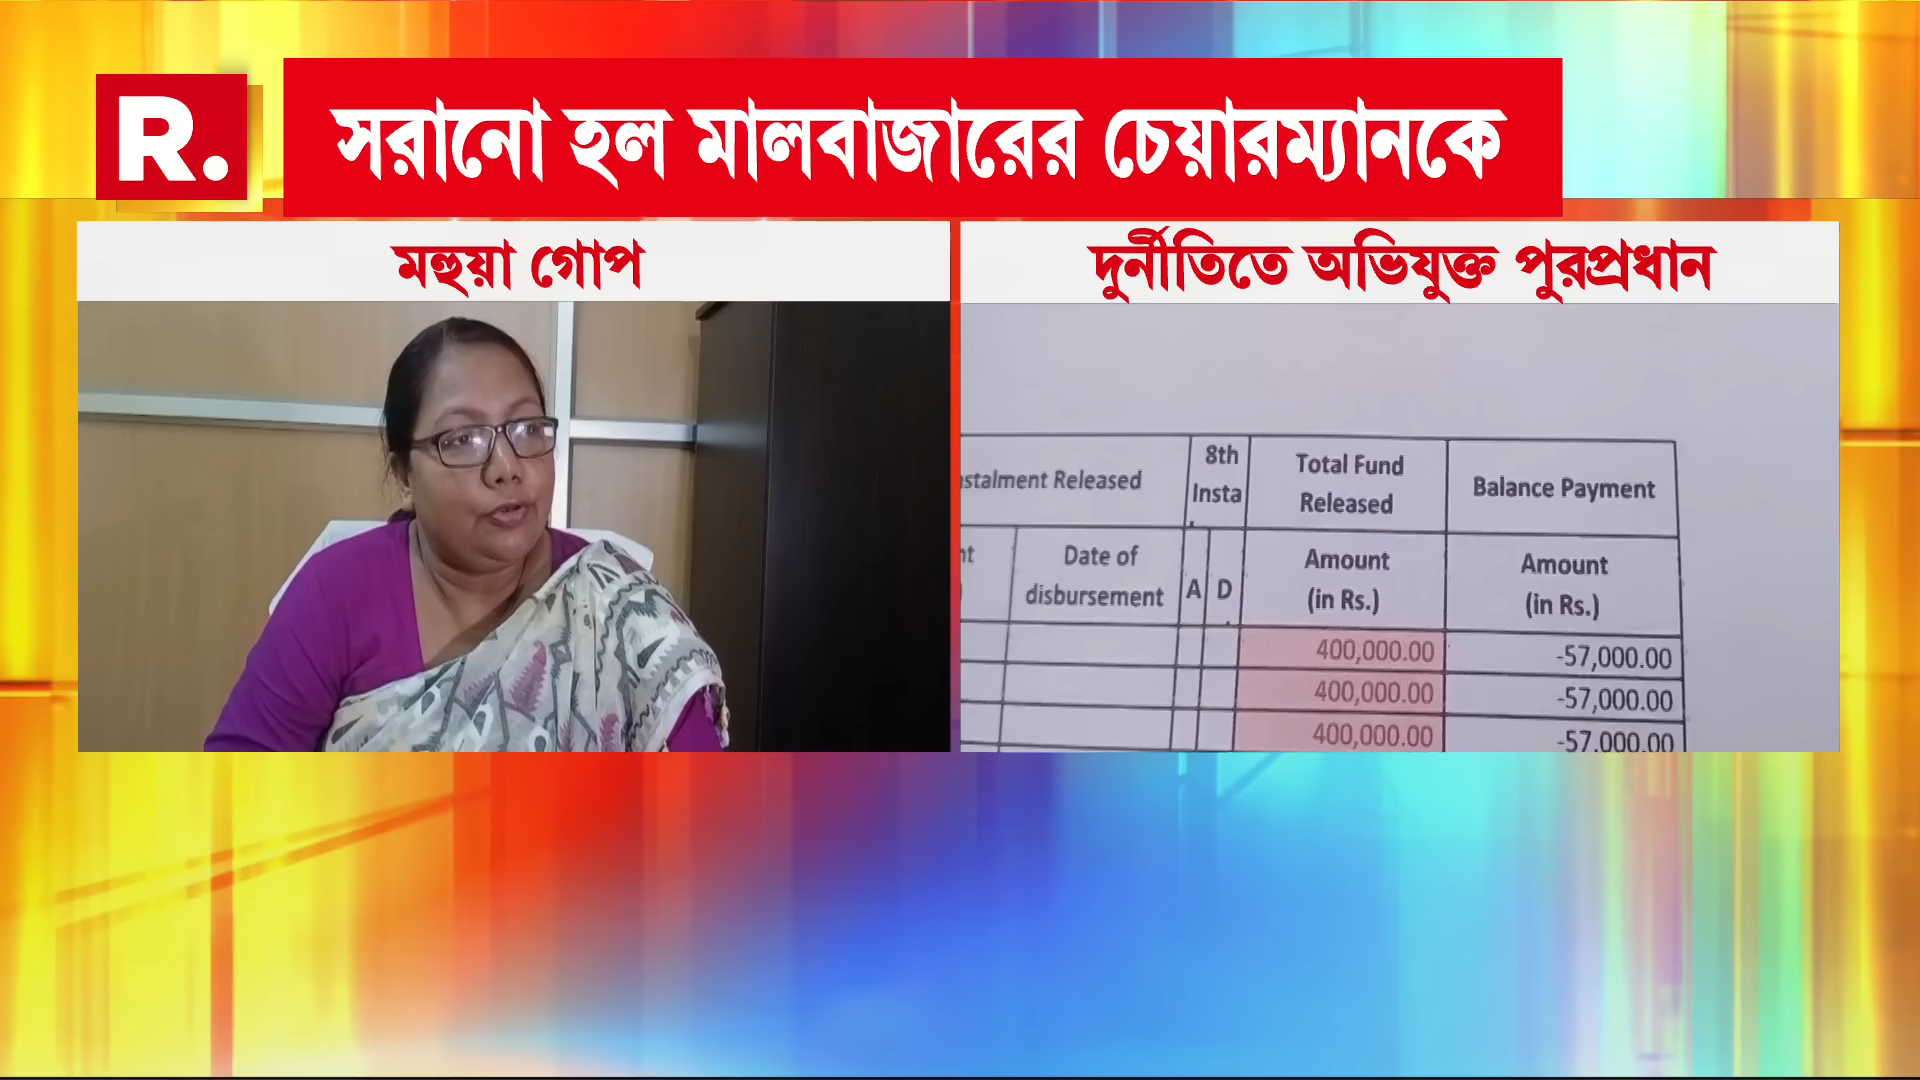 R.
সরানো হল মালবাজারের চেয়ারম্যানকে
মহুয়া গোপ
দুর্নীতিতে অভিযুক্ত পুরপ্রধান
stalment Released
8th
Insta
Total Fund
Released
Balance Payment
Date of
disbursement
A
D
Amount
(in Rs.)
Amount
(in Rs.)
400,000.00
-57,000.00
400,000.00
-57,000.00
400,000.00
-57,000.00